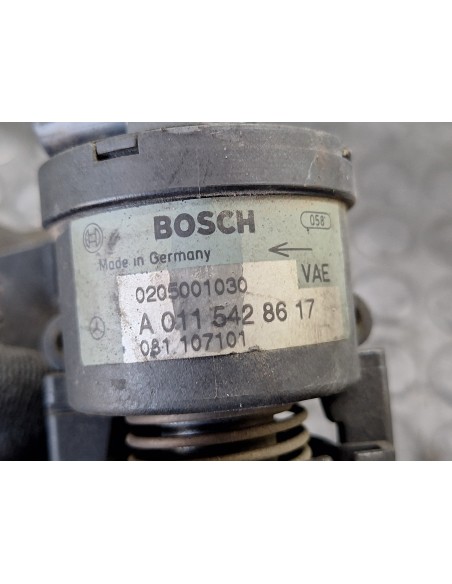 BOSCH
058
Made in Germany
VAE
0205001030
A 011 542 86 17
081 107101